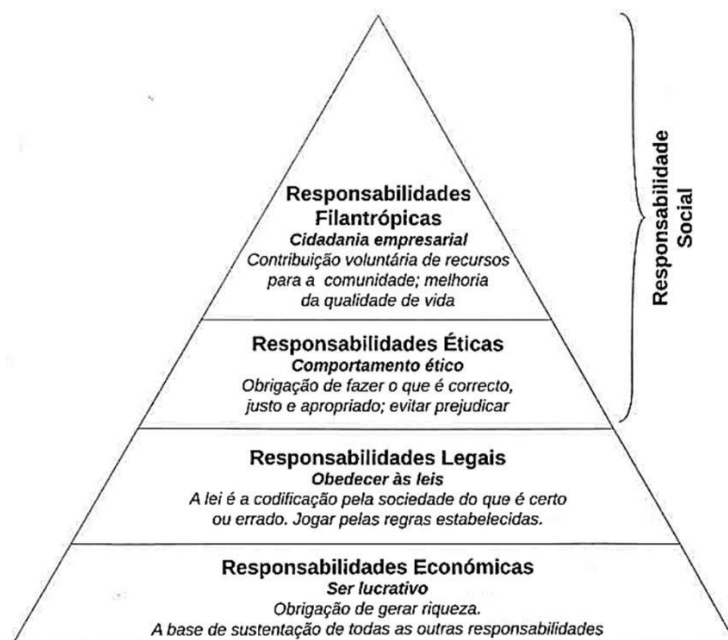 Responsabilidades
Filantrópicas
Cidadania empresarial
Contribuição voluntária de recursos
para a comunidade; melhoria
da qualidade de vida
Responsabilidades Éticas
Comportamento ético
Obrigação de fazer o que é correcto,
justo e apropriado; evitar prejudicar
Responsabilidades Legais
Obedecer às leis
A lei é a codificação pela sociedade do que é certo
ou errado. Jogar pelas regras estabelecidas.
Responsabilidades Económicas
Ser lucrativo
Obrigação de gerar riqueza.
A base de sustentação de todas as outras responsabilidades
Responsabilidade
Social